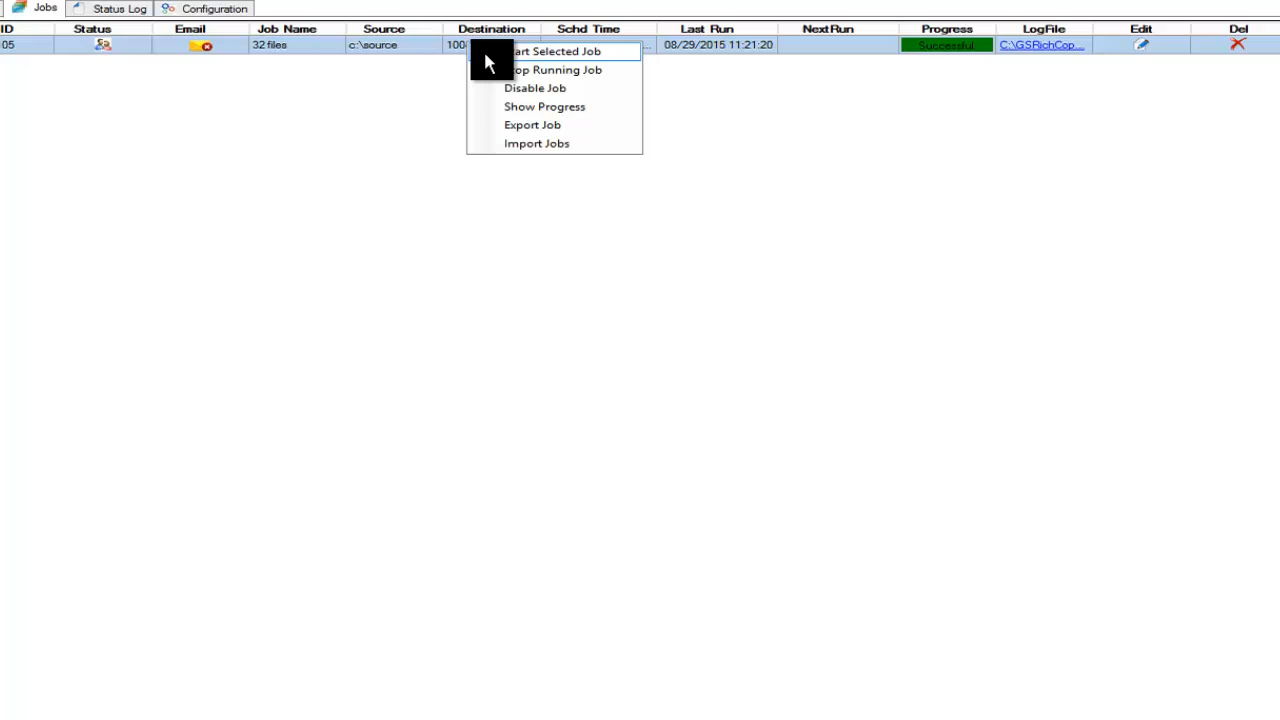 Jobs Status Log Configuration
ID Status Email Job Name Source Destination Schd Time Last Run NextRun Progress LogFile Edit Del
05 32 files c:\source 100 ... 08/29/2015 11:21:20 Successful C:\GSRichCop...
art Selected Job
op Running Job
Disable Job
Show Progress
Export Job
Import Jobs